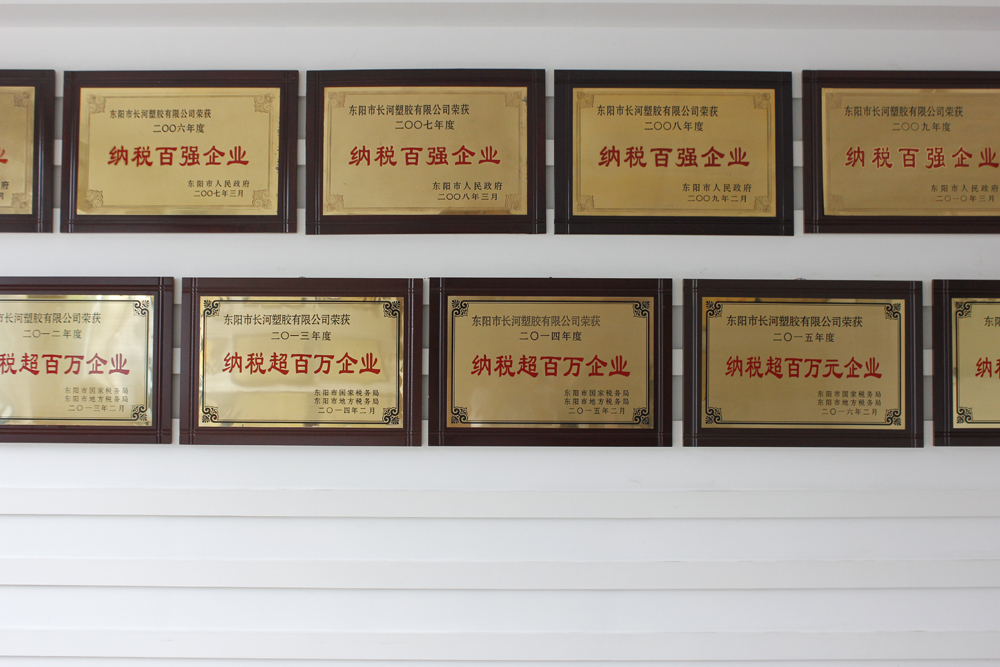 府
月
东阳市长河塑胶有限公司荣获
二〇〇六年度
纳税百强企业
东阳市人民政府
二〇〇七年三月
东阳市长河塑胶有限公司荣获
二〇〇七年度
纳税百强企业
东阳市人民政府
二〇〇八年三月
东阳市长河塑胶有限公司荣获
二〇〇八年度
纳税百强企业
东阳市人民政府
二〇〇九年二月
东阳市长河塑胶有限公司荣获
二〇〇九年度
纳税百强企业
东阳市人民政府
二〇一〇年三月
市长河塑胶有限公司荣获
二〇一二年度
税超百万企业
东阳市国家税务局
东阳市地方税务局
二〇一三年二月
东阳市长河塑胶有限公司荣获
二〇一三年度
纳税超百万企业
东阳市国家税务局
东阳市地方税务局
二〇一四年二月
东阳市长河塑胶有限公司荣获
二〇一四年度
纳税超百万企业
东阳市国家税务局
东阳市地方税务局
二〇一五年二月
东阳市长河塑胶有限公司荣获
二〇一五年度
纳税超百万元企业
东阳市国家税务局
东阳市地方税务局
二〇一六年二月
东阳
纳